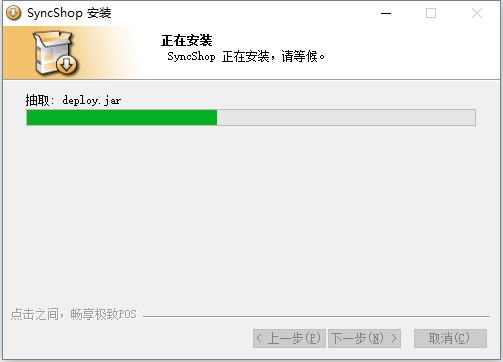 SyncShop 安装
正在安装
SyncShop 正在安装，请等候。
抽取: deploy.jar
点击之间，畅享极致POS
< 上一步(P)
下一步(N) >
取消(C)